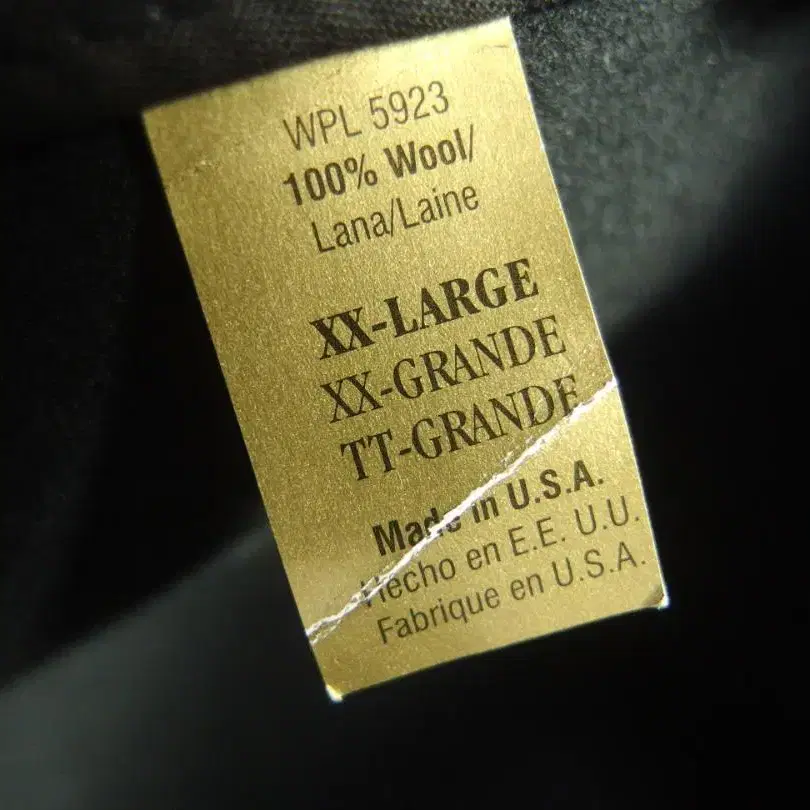 WPL 5923
100% Wool/
Lana/Laine
XX-LARGE
XX-GRANDE
TT-GRANDE
Made in U.S.A.
Hecho en E.E. U.U.
Fabrique en U.S.A.